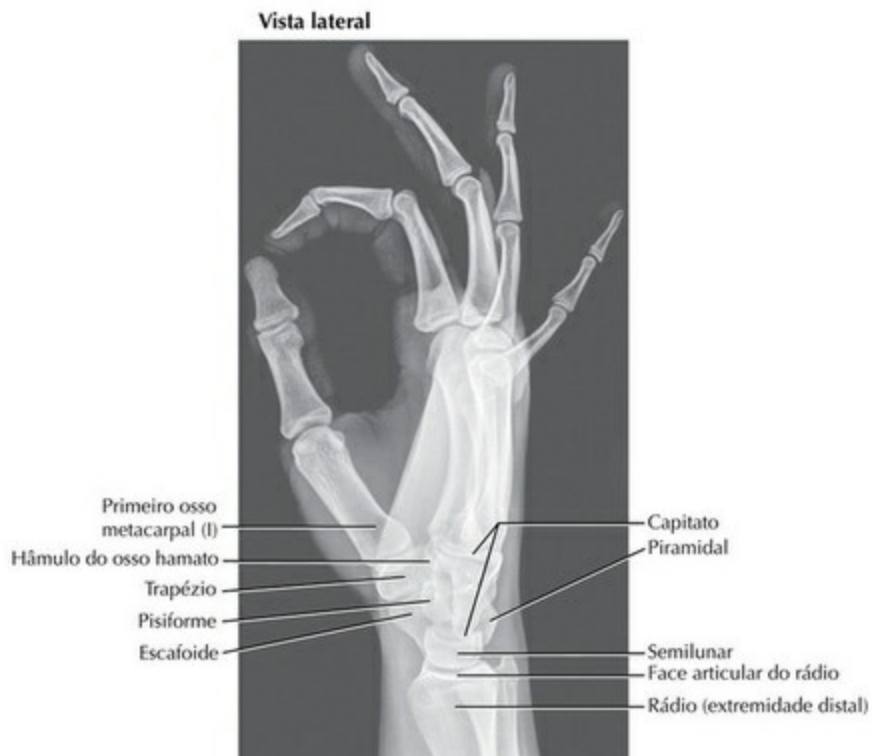 Vista lateral
Primeiro osso
metacarpal (I)
Hâmulo do osso hamato
Trapézio
Pisiforme
Escafoide
Capitato
Piramidal
Semilunar
Face articular do rádio
Rádio (extremidade distal)